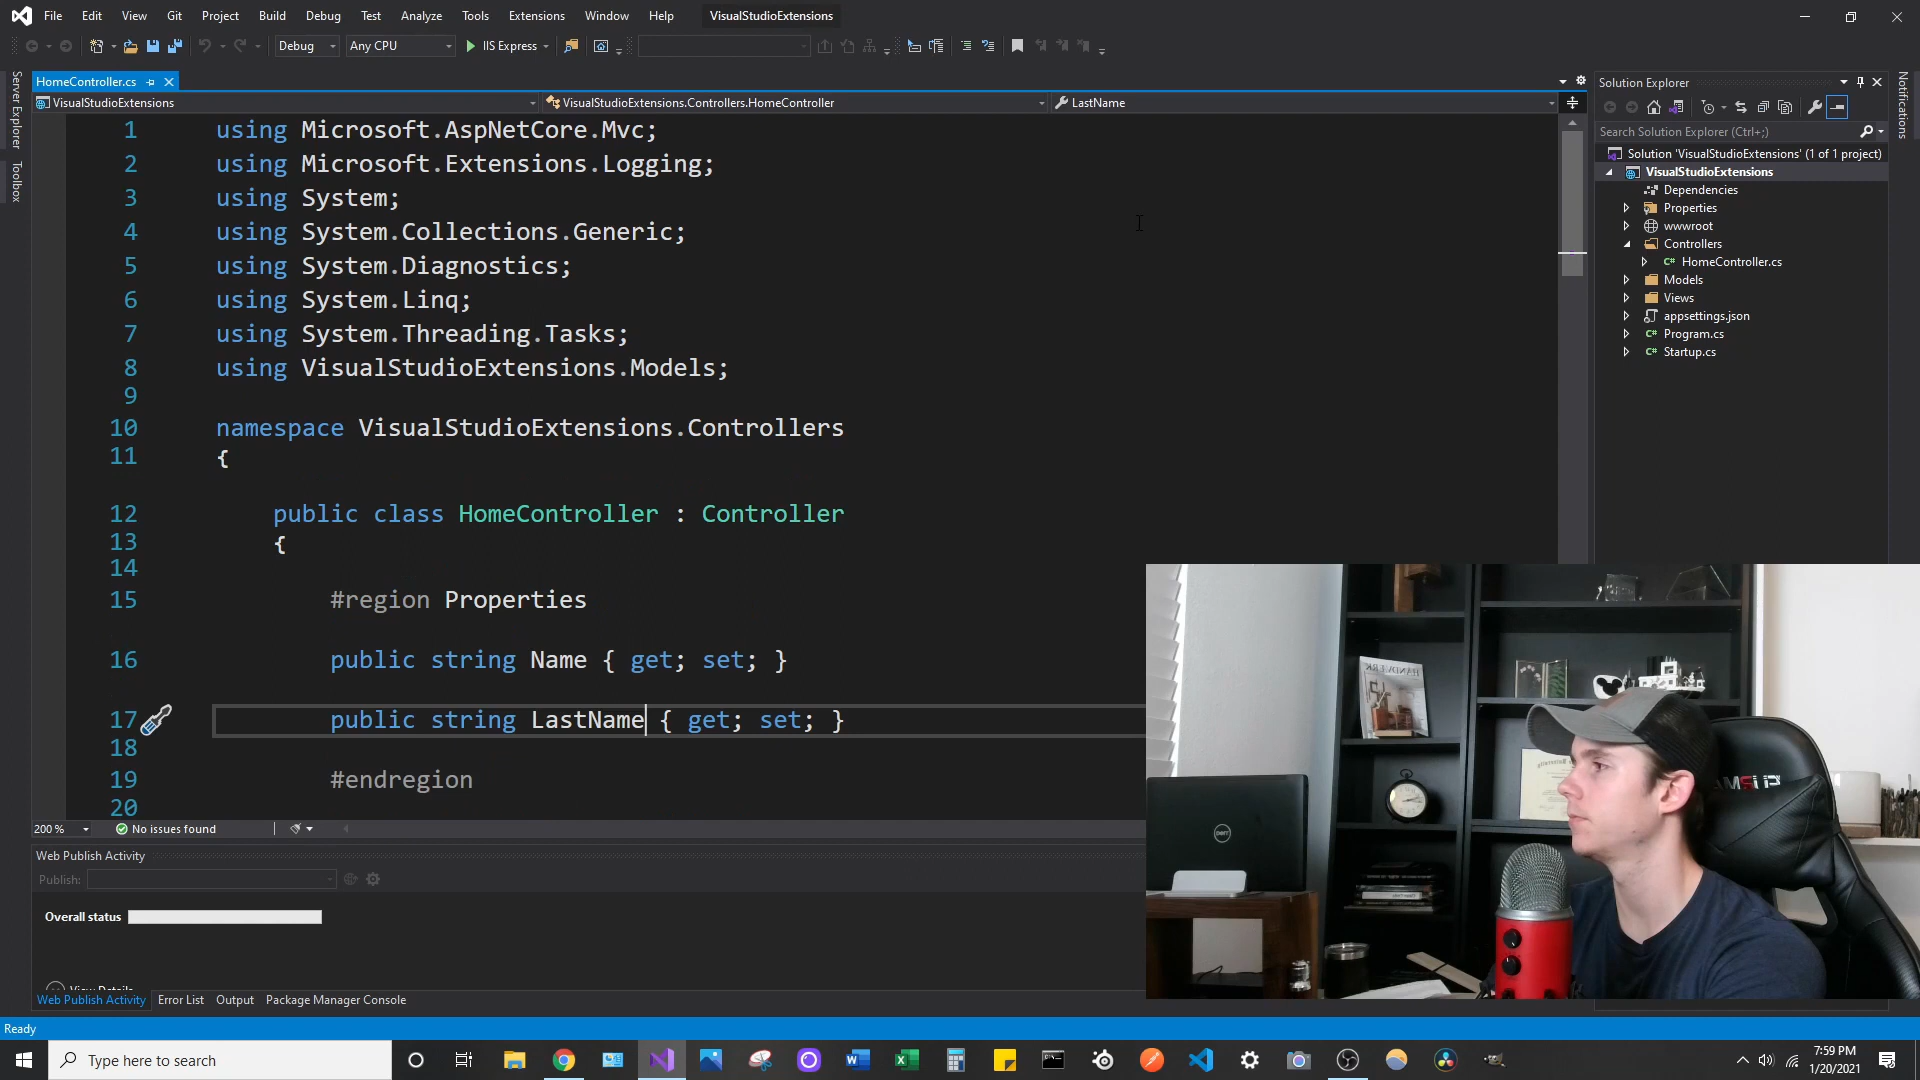 File Edit View Git Project Build Debug Test Analyze Tools Extensions Window Help VisualStudioExtensions
Debug Any CPU IIS Express
Server Explorer
Toolbox
HomeController.cs
VisualStudioExtensions VisualStudioExtensions.Controllers.HomeController LastName
1 using Microsoft.AspNetCore.Mvc;
2 using Microsoft.Extensions.Logging;
3 using System;
4 using System.Collections.Generic;
5 using System.Diagnostics;
6 using System.Linq;
7 using System.Threading.Tasks;
8 using VisualStudioExtensions.Models;
9
10 namespace VisualStudioExtensions.Controllers
11 {
12 public class HomeController : Controller
13 {
14
15 #region Properties
16 public string Name { get; set; }
17 public string LastName { get; set; }
18
19 #endregion
20
200 % No issues found
Web Publish Activity
Publish:
Overall status
View Details
Web Publish Activity Error List Output Package Manager Console
Ready
Solution Explorer
Search Solution Explorer (Ctrl+;)
Solution 'VisualStudioExtensions' (1 of 1 project)
VisualStudioExtensions
Dependencies
Properties
wwwroot
Controllers
C# HomeController.cs
Models
Views
appsettings.json
C# Program.cs
C# Startup.cs
Notifications
DELL
Type here to search
7:59 PM
1/20/2021